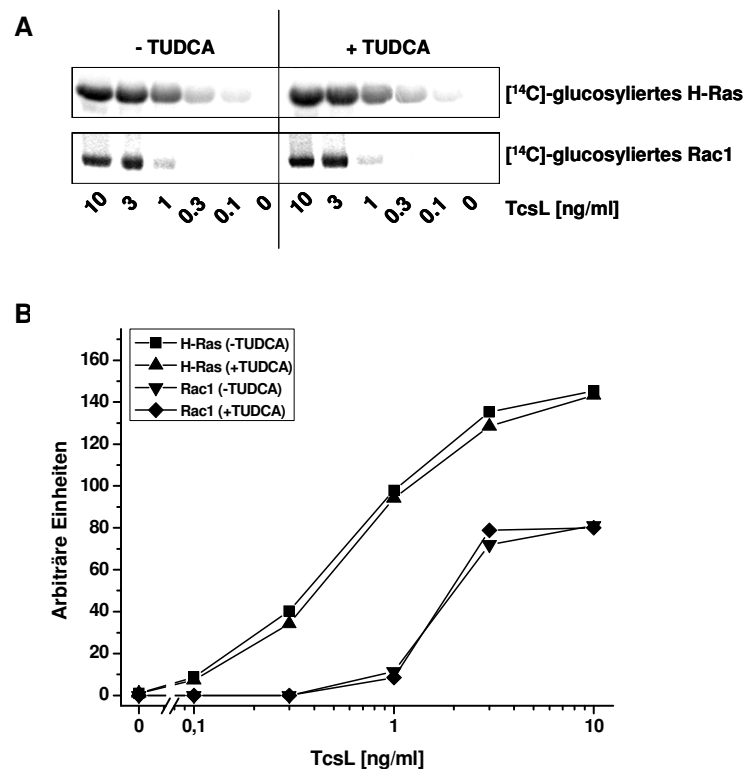 A
- TUDCA + TUDCA
[¹⁴C]-glucosyliertes H-Ras
[¹⁴C]-glucosyliertes Rac1
10 3 1 0.3 0.1 0 10 3 1 0.3 0.1 0 TcsL [ng/ml]
B
H-Ras (-TUDCA)
H-Ras (+TUDCA)
Rac1 (-TUDCA)
Rac1 (+TUDCA)
160
140
120
100
80
60
40
20
0
Arbiträre Einheiten
0 0,1 1 10
TcsL [ng/ml]